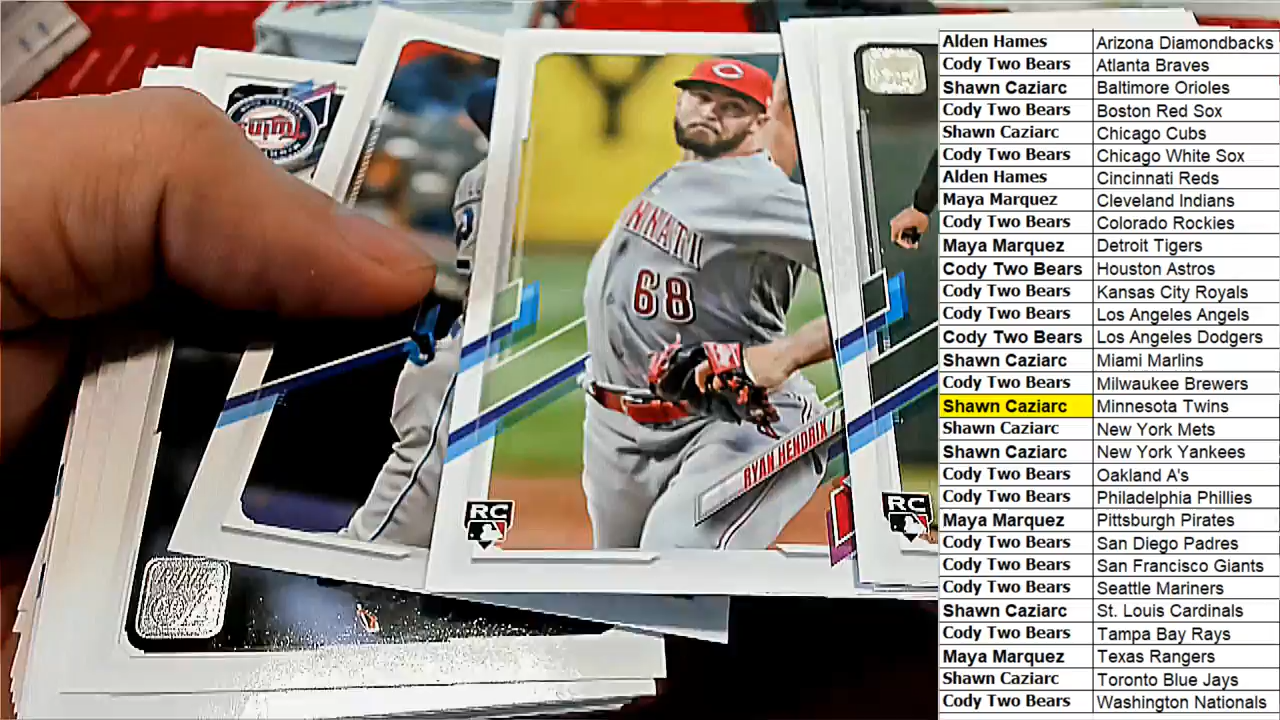 TWINS
NNATI
68
RYAN HENDRIX
RC
RC
Alden Hames Arizona Diamondbacks
Cody Two Bears Atlanta Braves
Shawn Caziarc Baltimore Orioles
Cody Two Bears Boston Red Sox
Shawn Caziarc Chicago Cubs
Cody Two Bears Chicago White Sox
Alden Hames Cincinnati Reds
Maya Marquez Cleveland Indians
Cody Two Bears Colorado Rockies
Maya Marquez Detroit Tigers
Cody Two Bears Houston Astros
Cody Two Bears Kansas City Royals
Cody Two Bears Los Angeles Angels
Cody Two Bears Los Angeles Dodgers
Shawn Caziarc Miami Marlins
Cody Two Bears Milwaukee Brewers
Shawn Caziarc Minnesota Twins
Shawn Caziarc New York Mets
Shawn Caziarc New York Yankees
Cody Two Bears Oakland A's
Cody Two Bears Philadelphia Phillies
Maya Marquez Pittsburgh Pirates
Cody Two Bears San Diego Padres
Cody Two Bears San Francisco Giants
Cody Two Bears Seattle Mariners
Shawn Caziarc St. Louis Cardinals
Cody Two Bears Tampa Bay Rays
Maya Marquez Texas Rangers
Shawn Caziarc Toronto Blue Jays
Cody Two Bears Washington Nationals